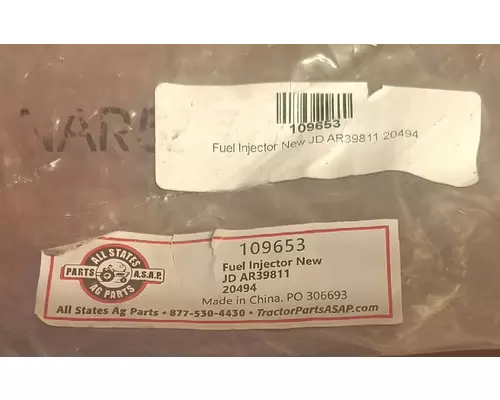 109653
Fuel Injector New JD AR39811 20494
109653
Fuel Injector New
JD AR39811
20494
Made in China. PO 306693
ALL STATES
PARTS A.S.A.P.
AG PARTS
All States Ag Parts • 877-530-4430 • TractorPartsASAP.com